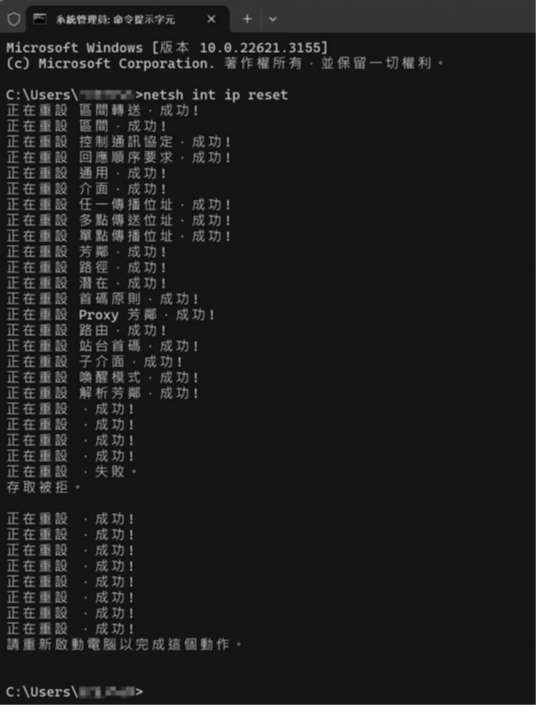 系統管理員: 命令提示字元
Microsoft Windows [版本 10.0.22621.3155]
(c) Microsoft Corporation. 著作權所有，並保留一切權利。
C:\Users\ >netsh int ip reset
正在重設 區間轉送，成功!
正在重設 區間，成功!
正在重設 控制通訊協定，成功!
正在重設 回應順序要求，成功!
正在重設 通用，成功!
正在重設 介面，成功!
正在重設 任一傳播位址，成功!
正在重設 多點傳送位址，成功!
正在重設 單點傳播位址，成功!
正在重設 芳鄰，成功!
正在重設 路徑，成功!
正在重設 潛在，成功!
正在重設 首碼原則，成功!
正在重設 Proxy 芳鄰，成功!
正在重設 路由，成功!
正在重設 站台首碼，成功!
正在重設 子介面，成功!
正在重設 喚醒模式，成功!
正在重設 解析芳鄰，成功!
正在重設 ，成功!
正在重設 ，成功!
正在重設 ，成功!
正在重設 ，成功!
正在重設 ，失敗。
存取被拒。
正在重設 ，成功!
正在重設 ，成功!
正在重設 ，成功!
正在重設 ，成功!
正在重設 ，成功!
正在重設 ，成功!
正在重設 ，成功!
正在重設 ，成功!
請重新啟動電腦以完成這個動作。
C:\Users\ >